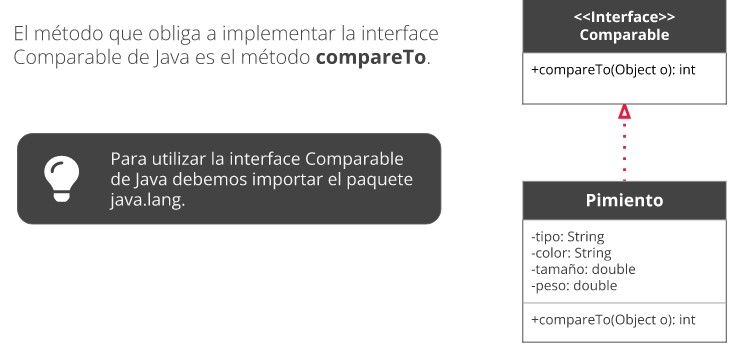 El método que obliga a implementar la interface
Comparable de Java es el método compareTo.
Para utilizar la interface Comparable
de Java debemos importar el paquete
java.lang.
<<Interface>>
Comparable
+compareTo(Object o): int
Pimiento
-tipo: String
-color: String
-tamaño: double
-peso: double
+compareTo(Object o): int